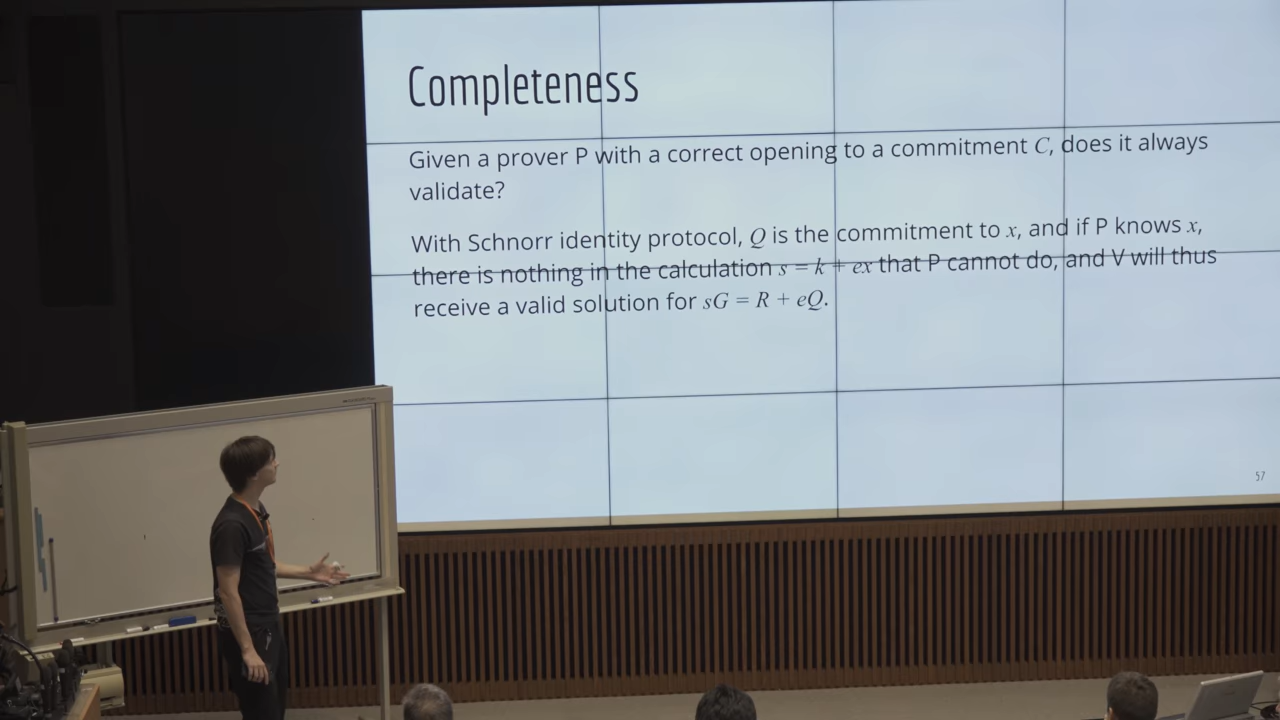 Completeness
Given a prover P with a correct opening to a commitment C, does it always
validate?
With Schnorr identity protocol, Q is the commitment to x, and if P knows x,
there is nothing in the calculation s = k + ex that P cannot do, and V will thus
receive a valid solution for sG = R + eQ.
57